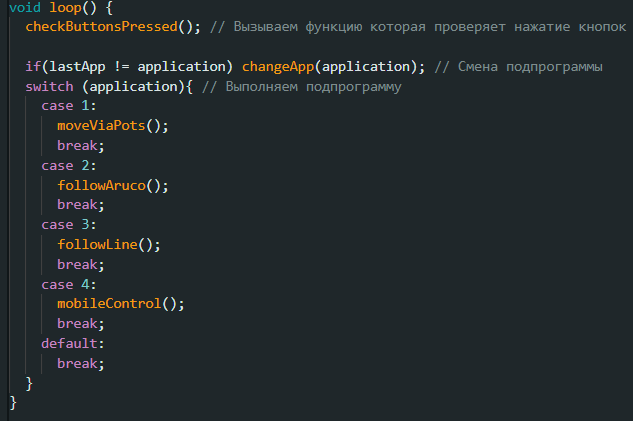 void loop() {
  checkButtonsPressed(); // Вызываем функцию которая проверяет нажатие кнопок
  if(lastApp != application) changeApp(application); // Смена подпрограммы
  switch (application){ // Выполняем подпрограмму
    case 1:
      moveViaPots();
      break;
    case 2:
      followAruco();
      break;
    case 3:
      followLine();
      break;
    case 4:
      mobileControl();
      break;
    default:
      break;
  }
}